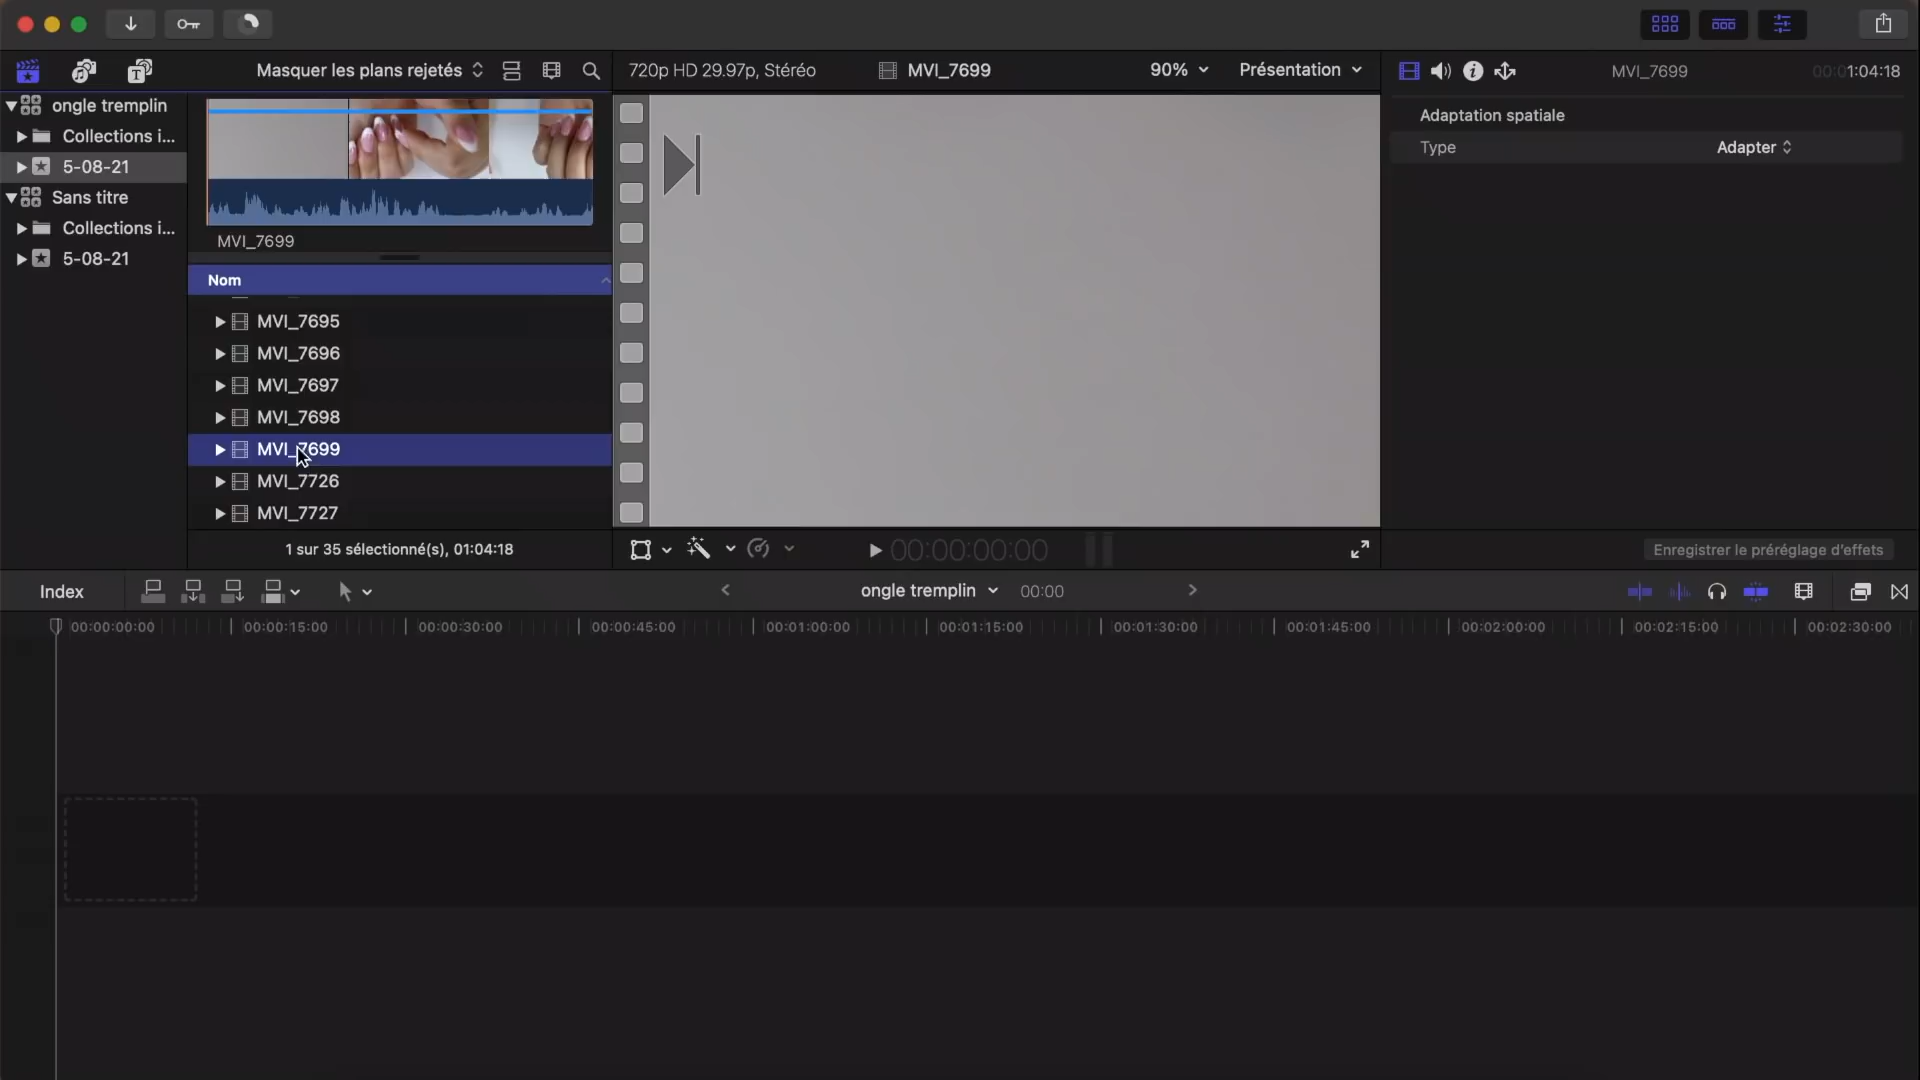 Masquer les plans rejetés
720p HD 29.97p, Stéréo
MVI_7699
90%
Présentation
MVI_7699
00:01:04:18
ongle tremplin
Collections i...
5-08-21
Sans titre
Collections i...
5-08-21
MVI_7699
Nom
MVI_7695
MVI_7696
MVI_7697
MVI_7698
MVI_7699
MVI_7726
MVI_7727
1 sur 35 sélectionné(s), 01:04:18
00:00:00:00
Adaptation spatiale
Type
Adapter
Enregistrer le préréglage d'effets
Index
ongle tremplin
00:00
00:00:00:00
00:00:15:00
00:00:30:00
00:00:45:00
00:01:00:00
00:01:15:00
00:01:30:00
00:01:45:00
00:02:00:00
00:02:15:00
00:02:30:00